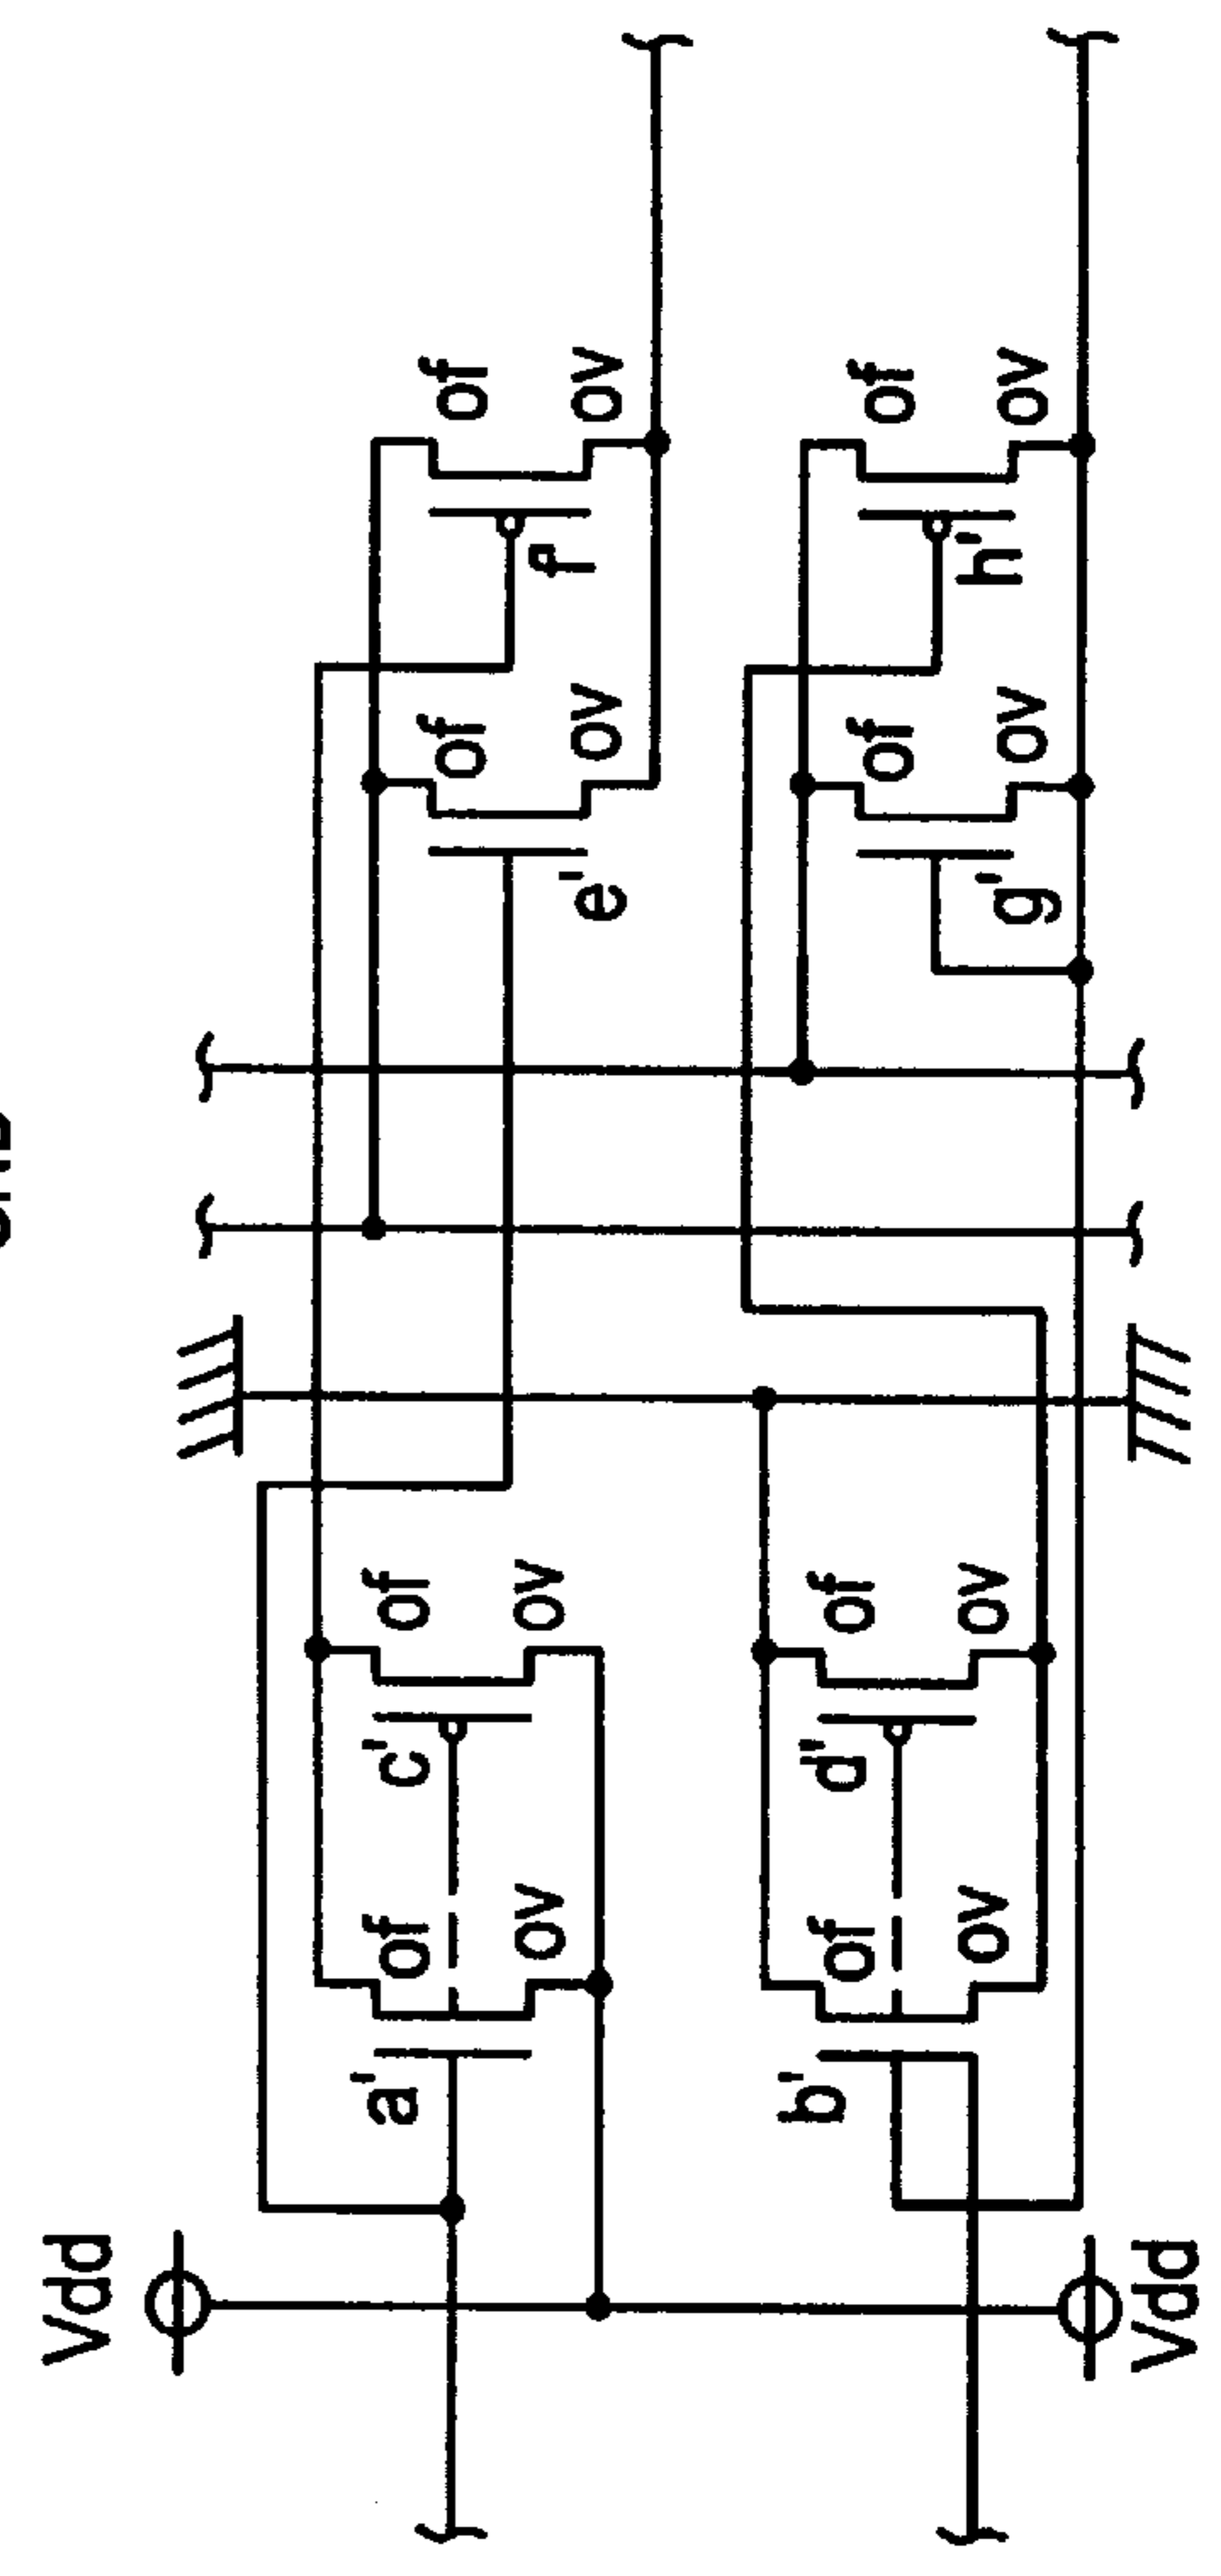 Vdd
a'
of
ov
c'
of
ov
e'
of
ov
f'
of
ov
b'
of
ov
d"
of
ov
g'
of
ov
h'
of
ov
Vdd